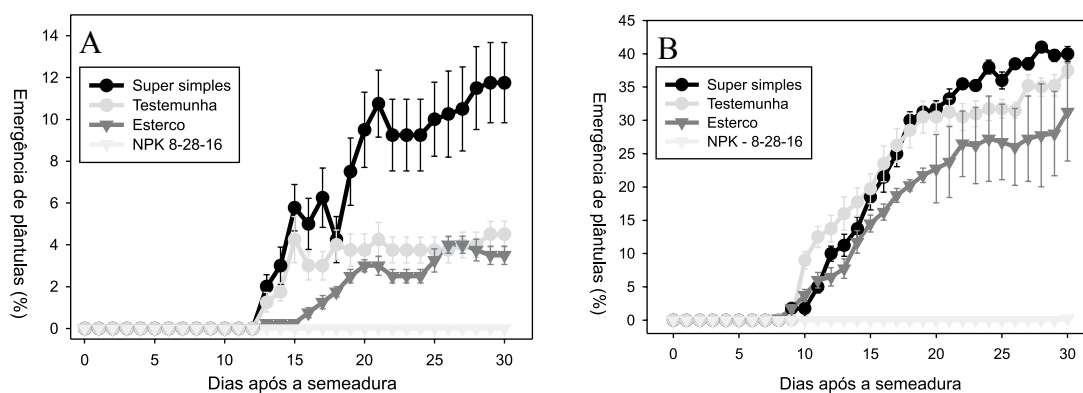 A
Super simples
Testemunha
Esterco
NPK 8-28-16
Emergência de plântulas (%)
14
12
10
8
6
4
2
0
0 5 10 15 20 25 30
Dias após a semeadura
B
Super simples
Testemunha
Esterco
NPK - 8-28-16
Emergência de plântulas (%)
45
40
35
30
25
20
15
10
5
0
0 5 10 15 20 25 30
Dias após a semeadura